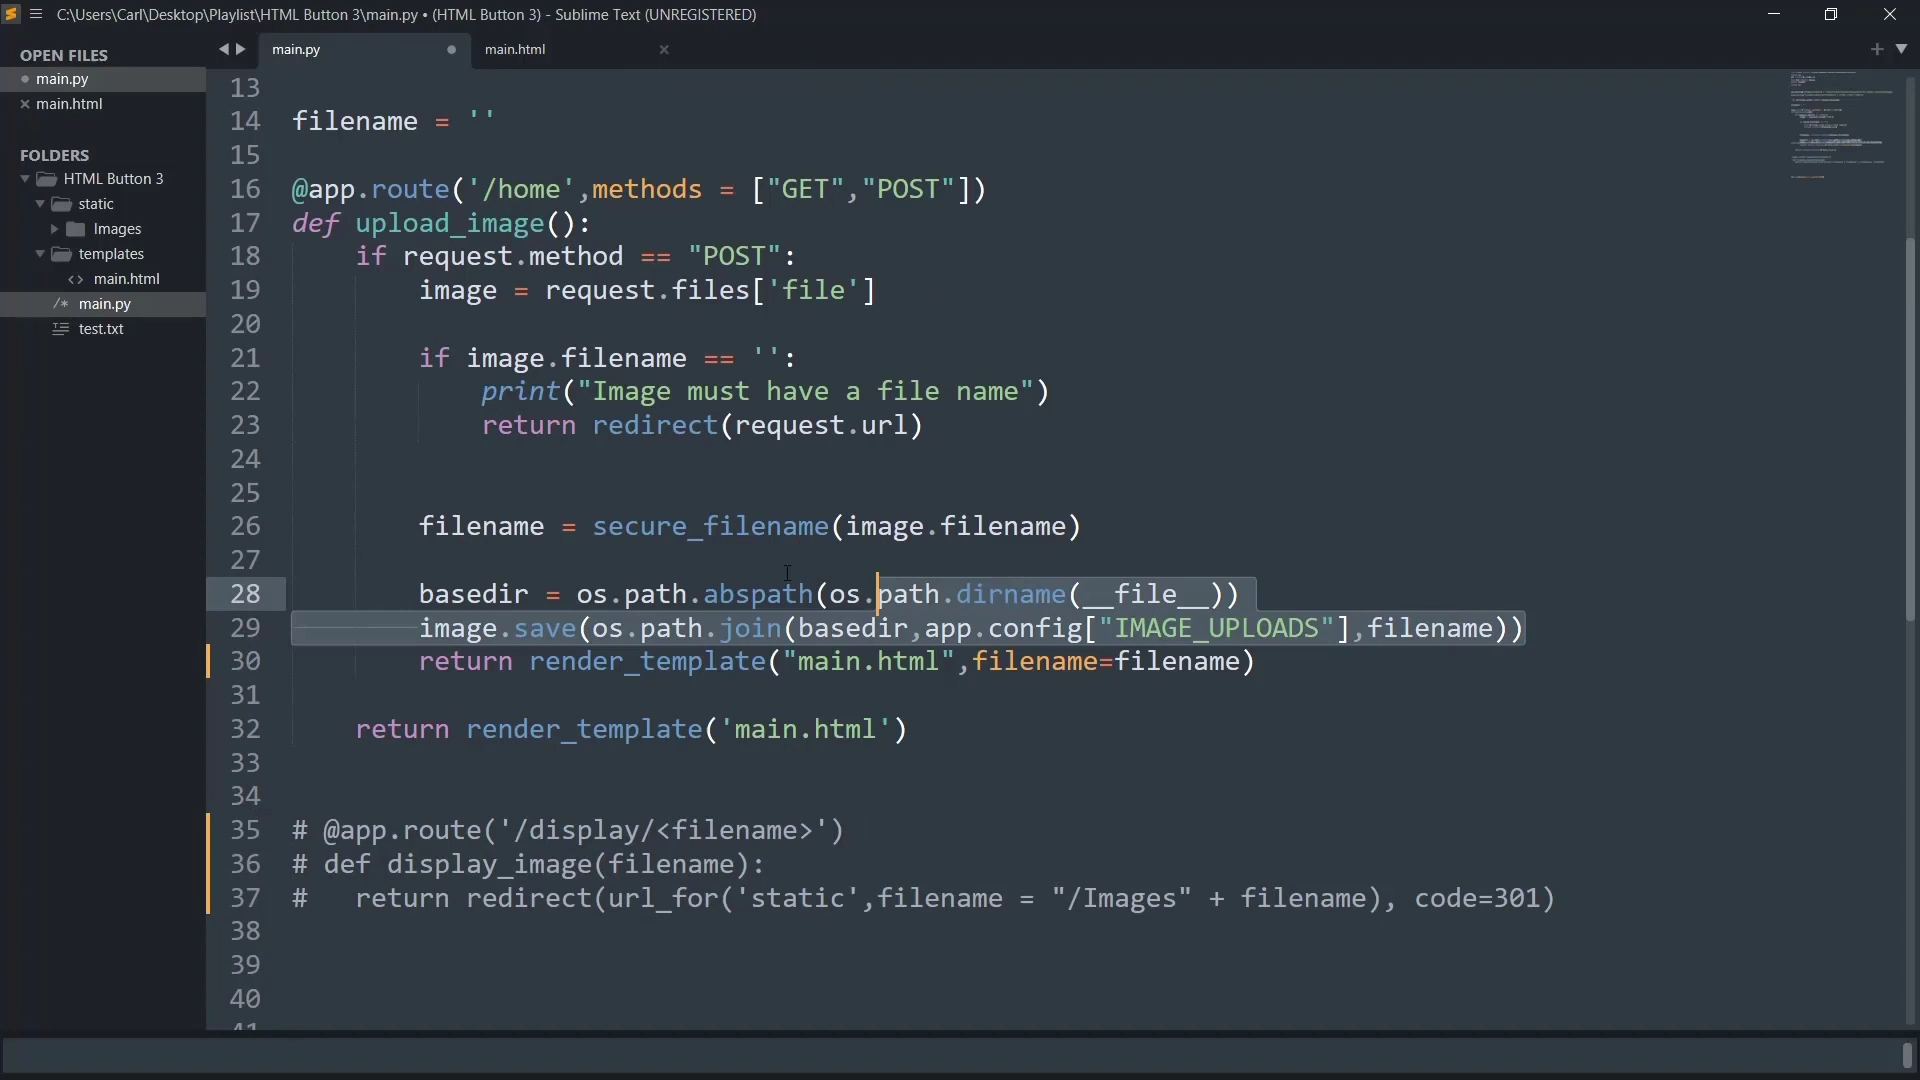 C:\Users\Carl\Desktop\Playlist\HTML Button 3\main.py • (HTML Button 3) - Sublime Text (UNREGISTERED)
OPEN FILES
main.py
main.html
FOLDERS
HTML Button 3
static
Images
templates
<> main.html
/* main.py
test.txt
main.py
main.html
13
14 filename = ''
15
16 @app.route('/home',methods = ["GET","POST"])
17 def upload_image():
18     if request.method == "POST":
19         image = request.files['file']
20
21         if image.filename == '':
22             print("Image must have a file name")
23             return redirect(request.url)
24
25
26         filename = secure_filename(image.filename)
27
28         basedir = os.path.abspath(os.path.dirname(__file__))
29         image.save(os.path.join(basedir,app.config["IMAGE_UPLOADS"],filename))
30         return render_template("main.html",filename=filename)
31
32     return render_template('main.html')
33
34
35 # @app.route('/display/<filename>')
36 # def display_image(filename):
37 #   return redirect(url_for('static',filename = "/Images" + filename), code=301)
38
39
40
41